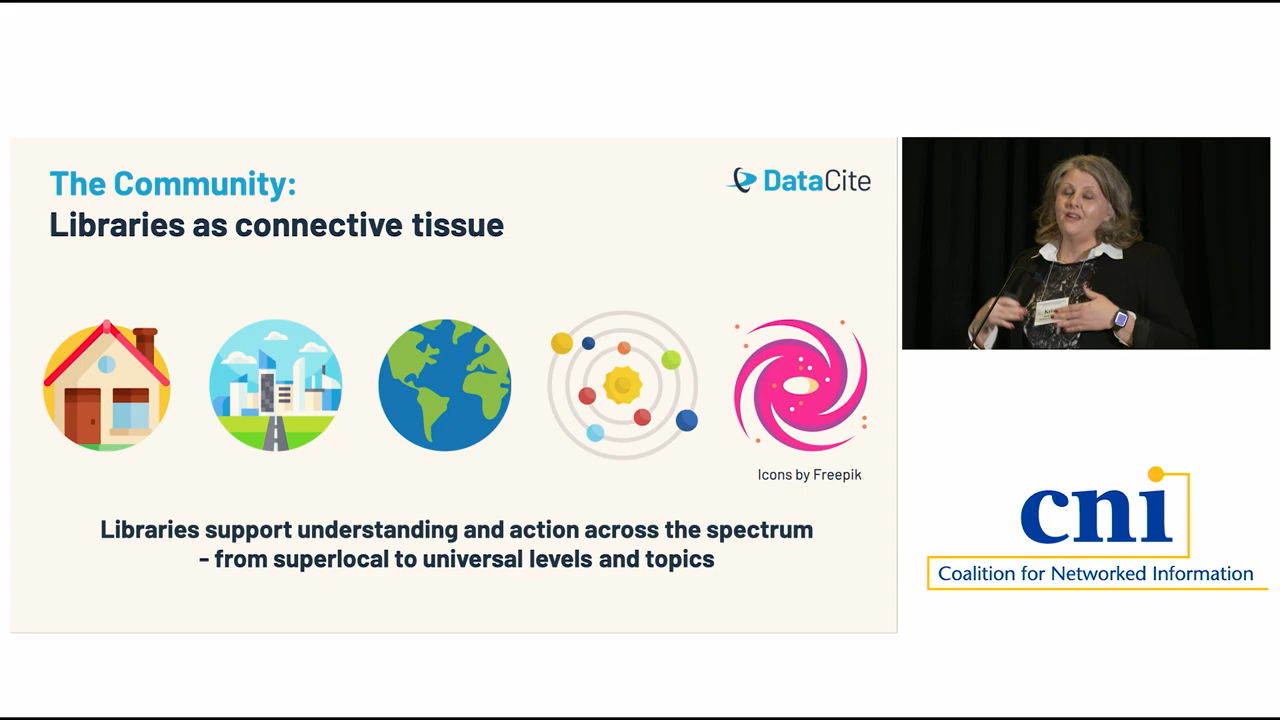 The Community:
Libraries as connective tissue
DataCite
Icons by Freepik
Libraries support understanding and action across the spectrum
- from superlocal to universal levels and topics
cni
Coalition for Networked Information